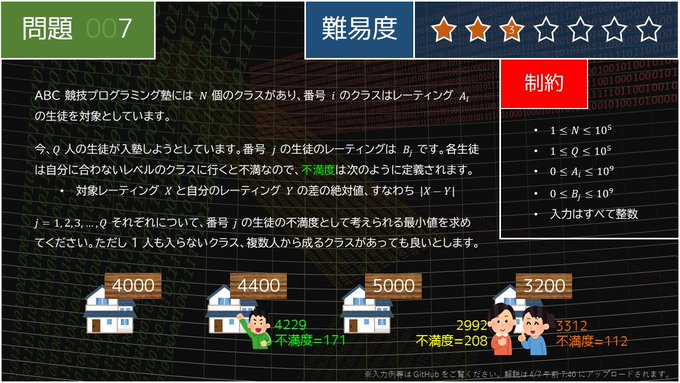 問題 007
難易度
制約
ABC 競技プログラミング塾には N 個のクラスがあり、番号 i のクラスはレーティング Aᵢ
の生徒を対象としています。
今、Q 人の生徒が入塾しようとしています。番号 j の生徒のレーティングは Bⱼ です。各生徒
は自分に合わないレベルのクラスに行くと不満なので、不満度は次のように定義されます。
• 対象レーティング X と自分のレーティング Y の差の絶対値、すなわち |X − Y|
j = 1, 2, 3, ..., Q それぞれについて、番号 j の生徒の不満度として考えられる最小値を求め
てください。ただし 1 人も入らないクラス、複数人から成るクラスがあっても良いとします。
• 1 ≤ N ≤ 10⁵
• 1 ≤ Q ≤ 10⁵
• 0 ≤ Aᵢ ≤ 10⁹
• 0 ≤ Bⱼ ≤ 10⁹
• 入力はすべて整数
4000
4400
5000
3200
4229
不満度=171
2992
不満度=208
3312
不満度=112
※入力例等は GitHub をご覧ください。解説は 4/7 午前 7:40 にアップロードされます。